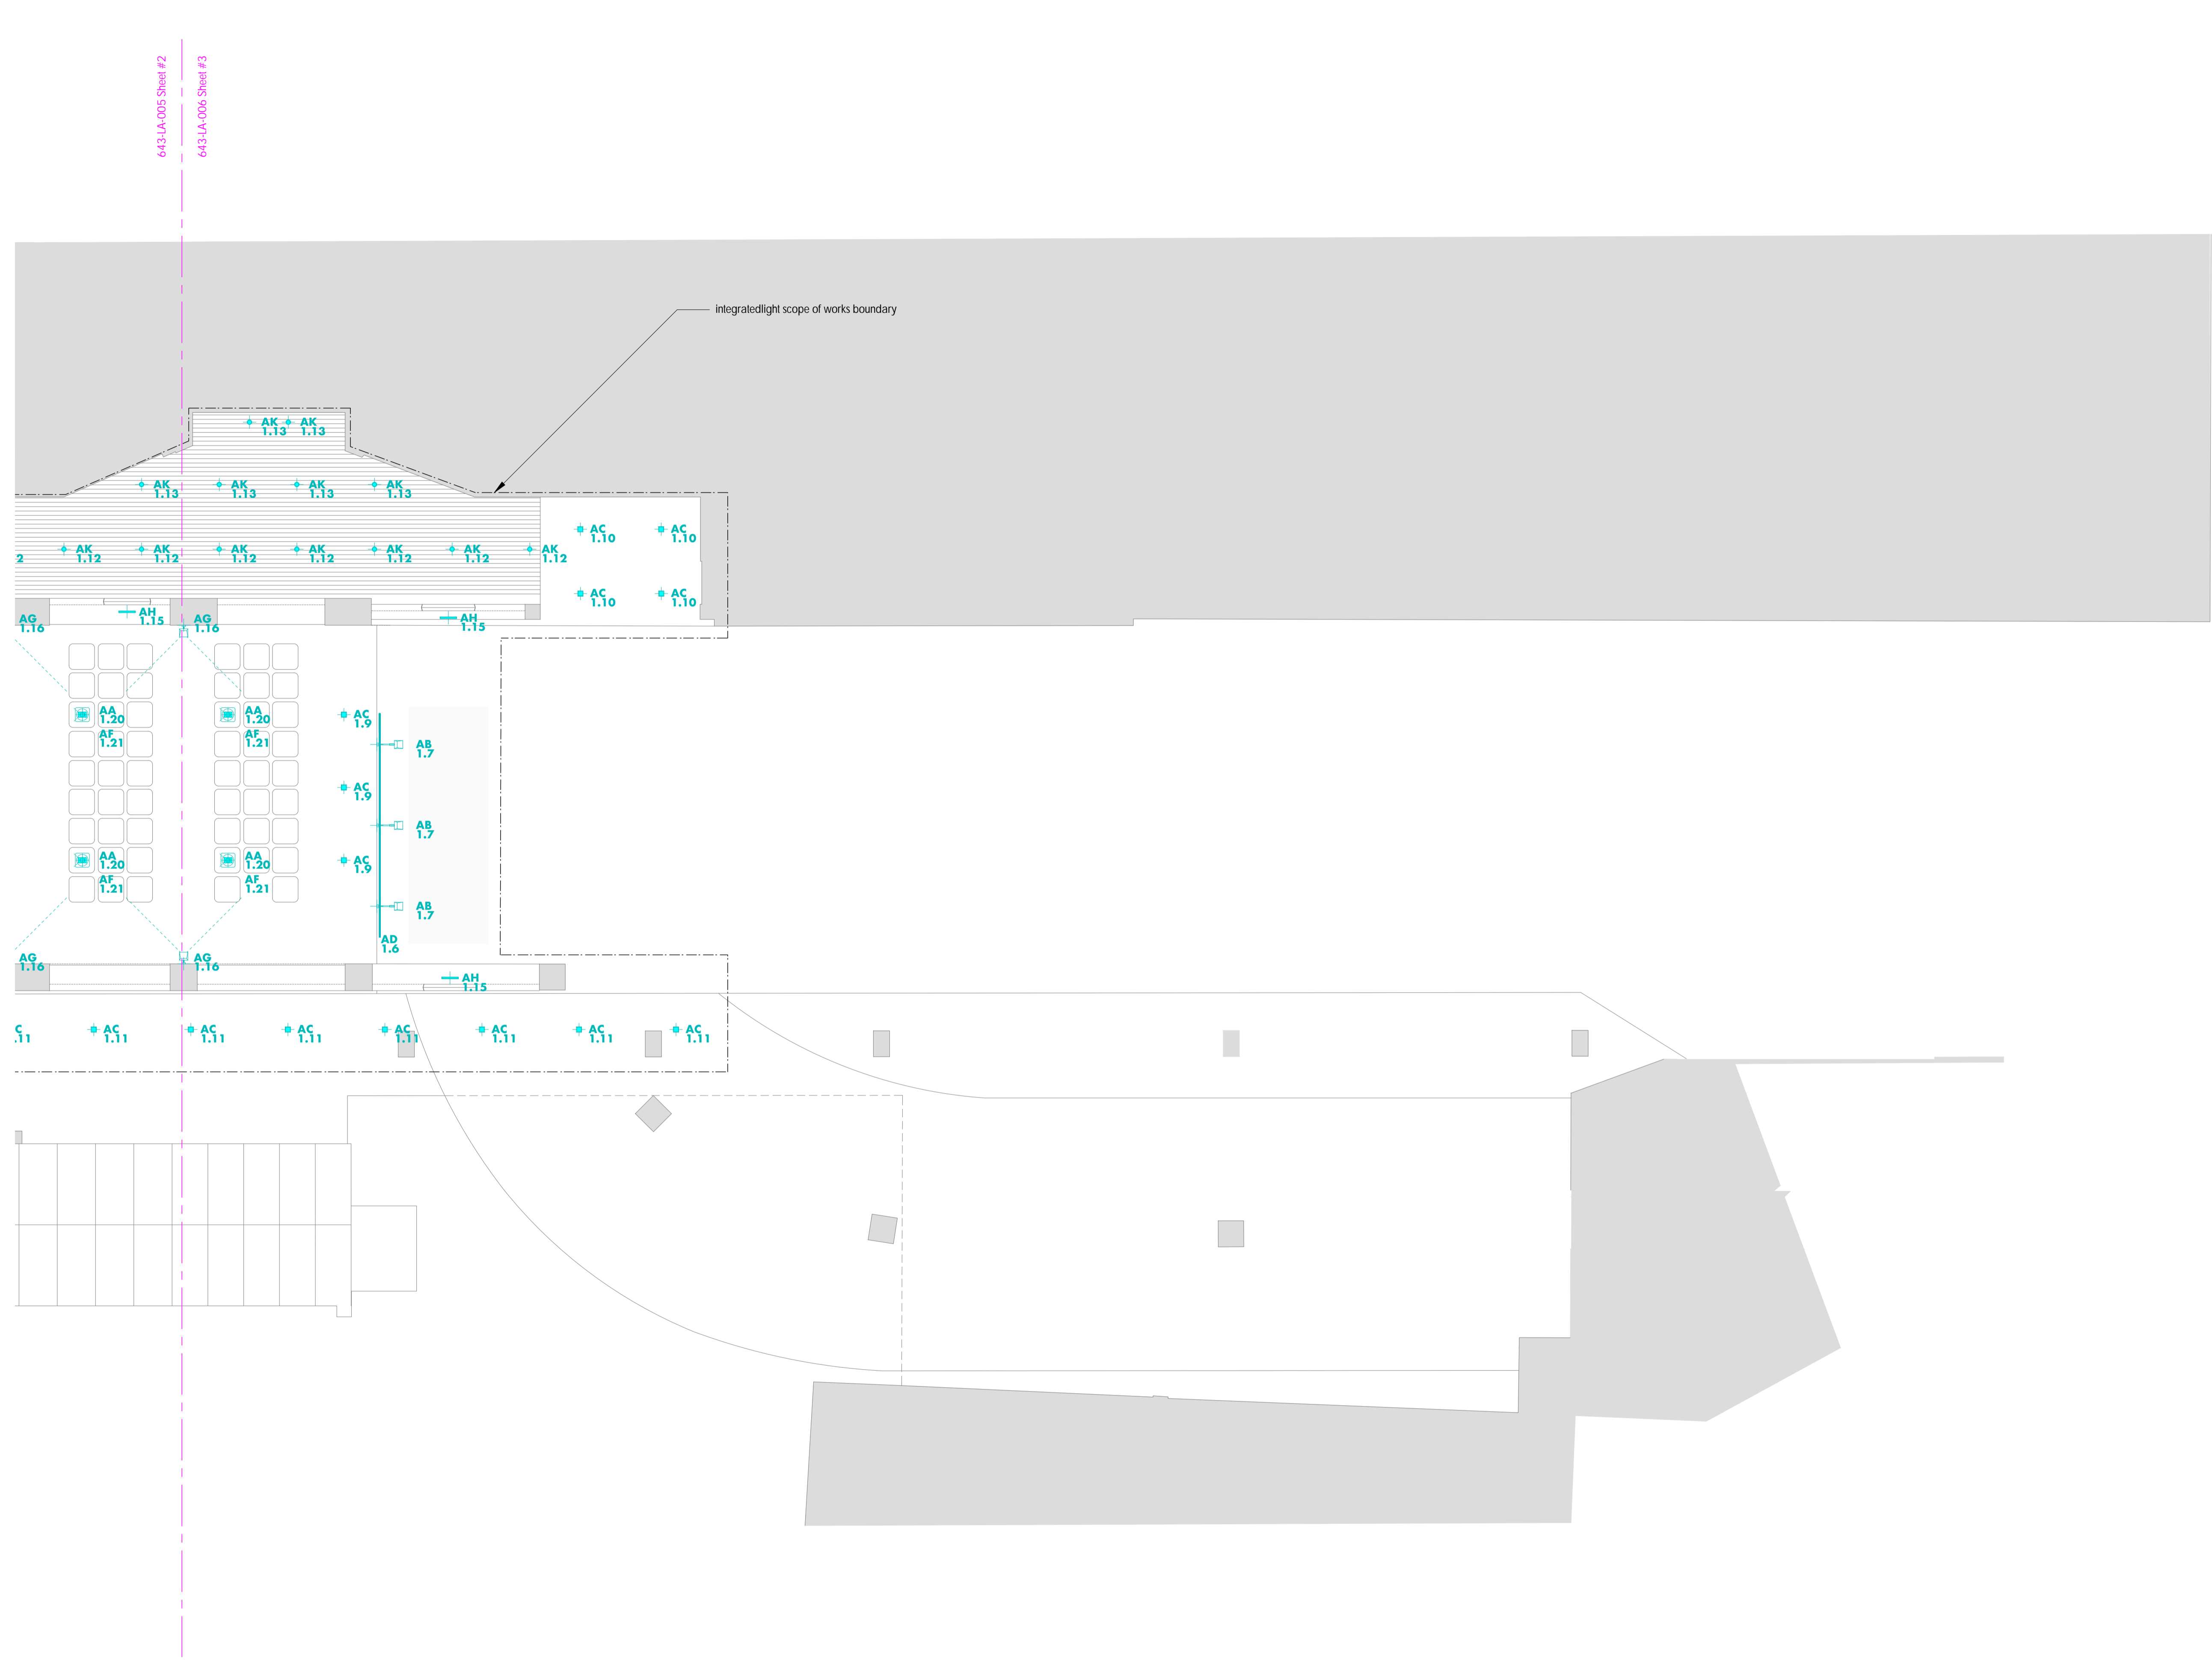 643-LA-005 Sheet #2
643-LA-006 Sheet #3
integratedlight scope of works boundary
AK
1.13
AK
1.13
AK
1.13
AK
1.13
AK
1.13
AK
1.13
AC
1.10
AC
1.10
2
AK
1.12
AK
1.12
AK
1.12
AK
1.12
AK
1.12
AK
1.12
AK
1.12
AC
1.10
AC
1.10
AG
1.16
AH
1.15
AG
1.16
AH
1.15
AA
1.20
AF
1.21
AA
1.20
AF
1.21
AC
1.9
AB
1.7
AC
1.9
AB
1.7
AA
1.20
AF
1.21
AA
1.20
AF
1.21
AC
1.9
AB
1.7
AD
1.6
AG
1.16
AG
1.16
AH
1.15
C
.11
AC
1.11
AC
1.11
AC
1.11
AC
1.11
AC
1.11
AC
1.11
AC
1.11